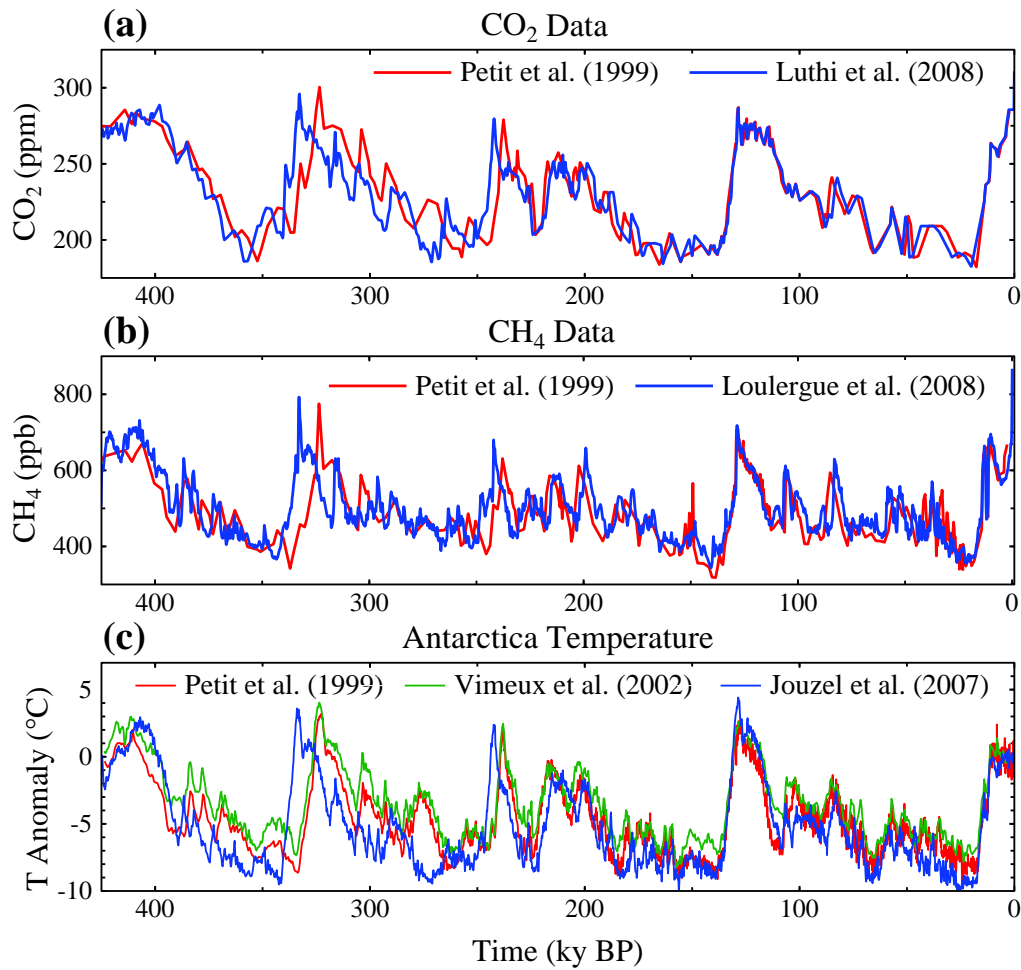 (a) CO₂ Data
Petit et al. (1999) Luthi et al. (2008)
300
250
200
CO₂ (ppm)
400 300 200 100 0
(b) CH₄ Data
Petit et al. (1999) Loulergue et al. (2008)
800
600
400
CH₄ (ppb)
400 300 200 100 0
(c) Antarctica Temperature
Petit et al. (1999) Vimeux et al. (2002) Jouzel et al. (2007)
5
0
-5
-10
T Anomaly (°C)
400 300 200 100 0
Time (ky BP)